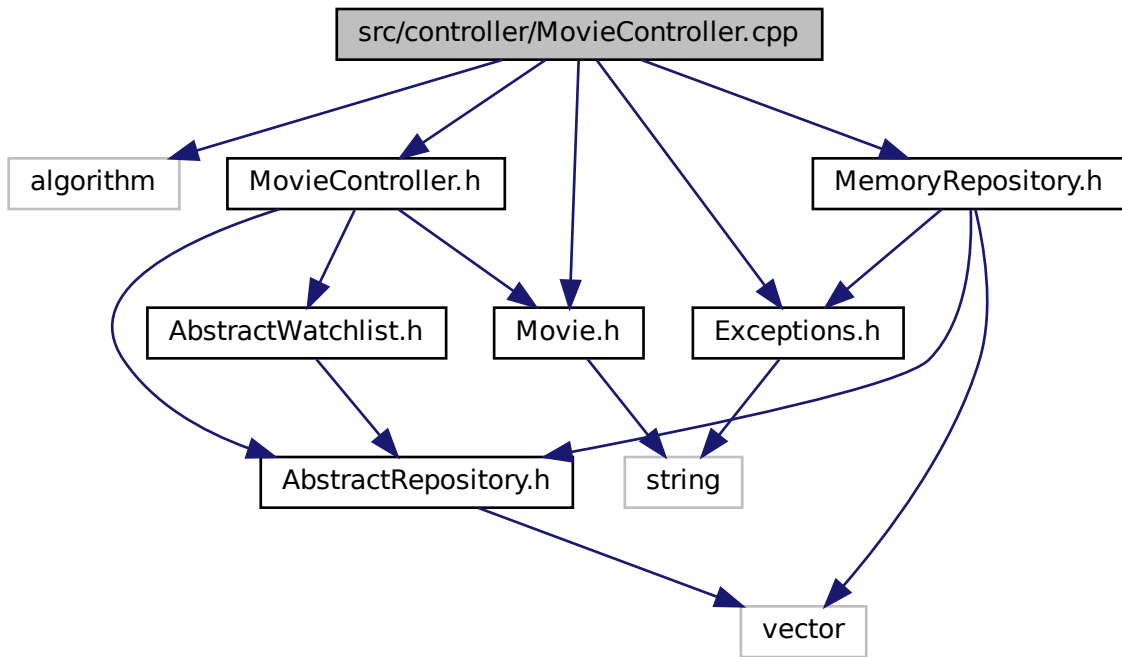 src/controller/MovieController.cpp
algorithm
MovieController.h
MemoryRepository.h
AbstractWatchlist.h
Movie.h
Exceptions.h
AbstractRepository.h
string
vector